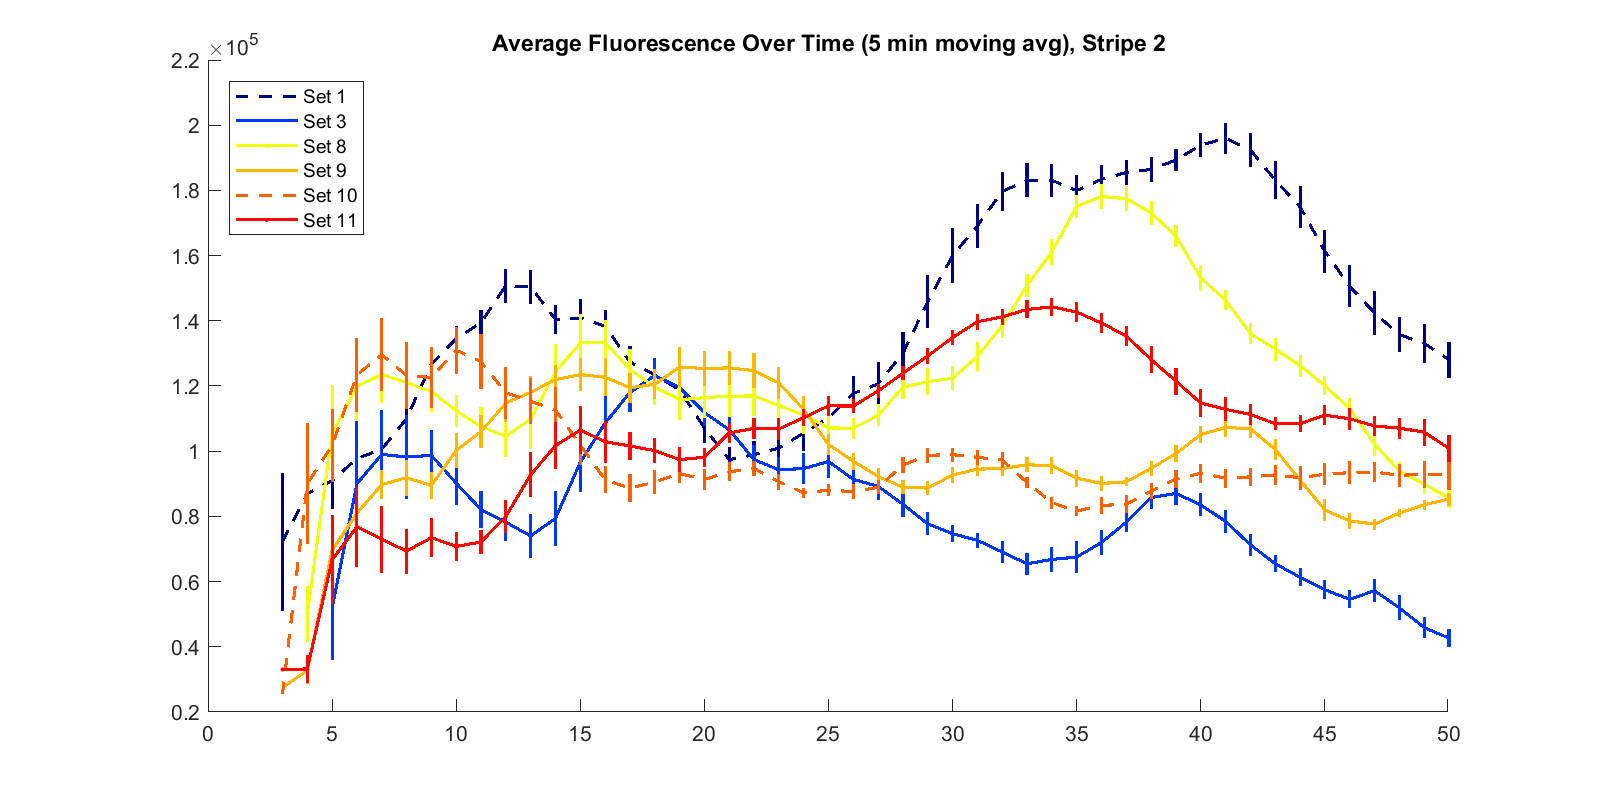 Average Fluorescence Over Time (5 min moving avg), Stripe 2
×10^5
2.2
2
1.8
1.6
1.4
1.2
1
0.8
0.6
0.4
0.2
Set 1
Set 3
Set 8
Set 9
Set 10
Set 11
0 5 10 15 20 25 30 35 40 45 50